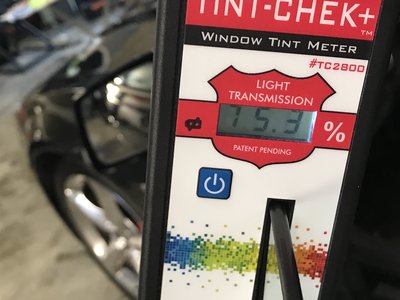 TINT-CHEK+
TM
WINDOW TINT METER
#TC2800
LIGHT
TRANSMISSION
15.3 %
PATENT PENDING